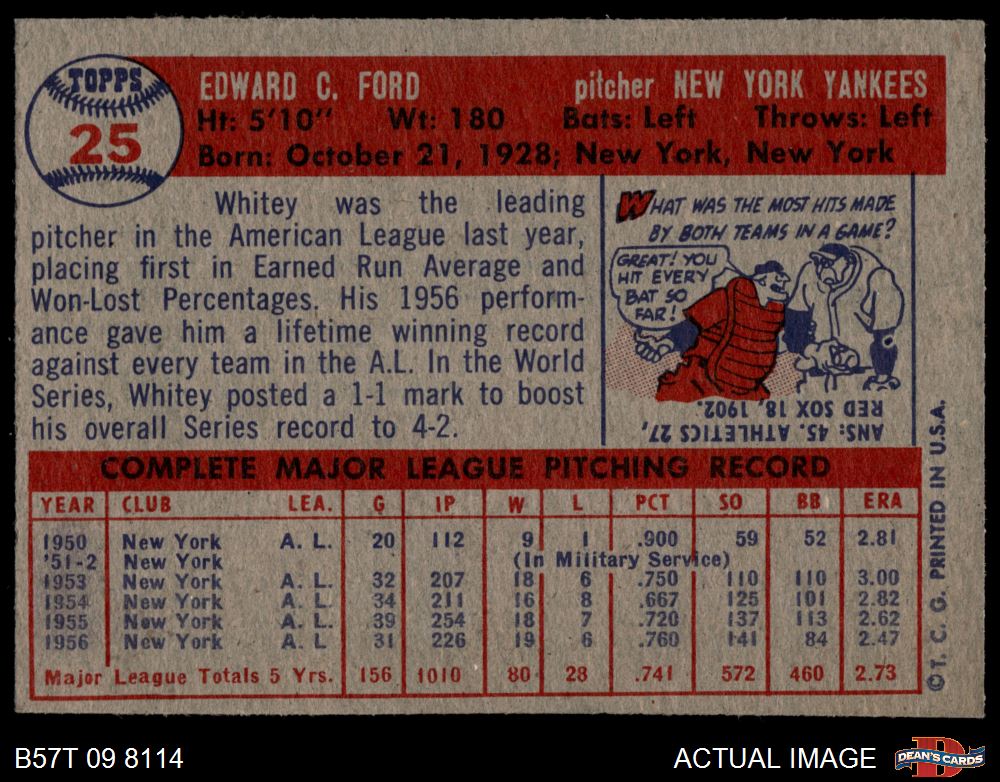 TOPPS
25
EDWARD C. FORD pitcher NEW YORK YANKEES
Ht: 5'10" Wt: 180 Bats: Left Throws: Left
Born: October 21, 1928; New York, New York
Whitey was the leading
pitcher in the American League last year,
placing first in Earned Run Average and
Won-Lost Percentages. His 1956 perform-
ance gave him a lifetime winning record
against every team in the A.L. In the World
Series, Whitey posted a 1-1 mark to boost
his overall Series record to 4-2.
WHAT WAS THE MOST HITS MADE
BY BOTH TEAMS IN A GAME?
GREAT! YOU
HIT EVERY
BAT SO
FAR!
ANS: 45. ATHLETICS 27,
RED SOX 18, 1902.
COMPLETE MAJOR LEAGUE PITCHING RECORD
YEAR CLUB LEA. G IP W L PCT SO BB ERA
1950 New York A. L. 20 112 9 1 .900 59 52 2.81
'51-2 New York (In Military Service)
1953 New York A. L. 32 207 18 6 .750 110 110 3.00
1954 New York A. L. 34 211 16 8 .667 125 101 2.82
1955 New York A. L. 39 254 18 7 .720 137 113 2.62
1956 New York A. L 31 226 19 6 .760 141 84 2.47
Major League Totals 5 Yrs. 156 1010 80 28 .741 572 460 2.73
©T. C. G. PRINTED IN U.S.A.
B57T 09 8114 ACTUAL IMAGE
DEAN'S CARDS